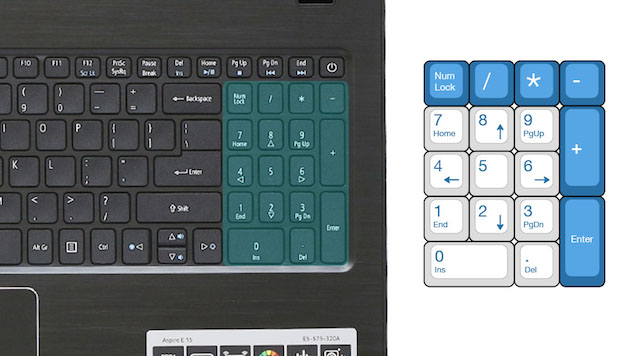 F10 F11 F12 PrtSc Pause Del Home Pg Up Pg Dn End
Scr Lk SysRq Break Ins
( ) _ + Backspace Num Lock / * -
9 0 - =
I O P { } | 7 Home 8 9 Pg Up +
[ ] \
K L : " Enter 4 5 6
; '
< > ? Shift 1 End 2 3 Pg Dn Enter
, . /
Alt Gr Ctrl 0 Ins . Del
Aspire E 15 E5-575-320A
Num Lock / * -
7 Home 8 9 PgUp +
4 5 6
1 End 2 3 PgDn Enter
0 Ins . Del